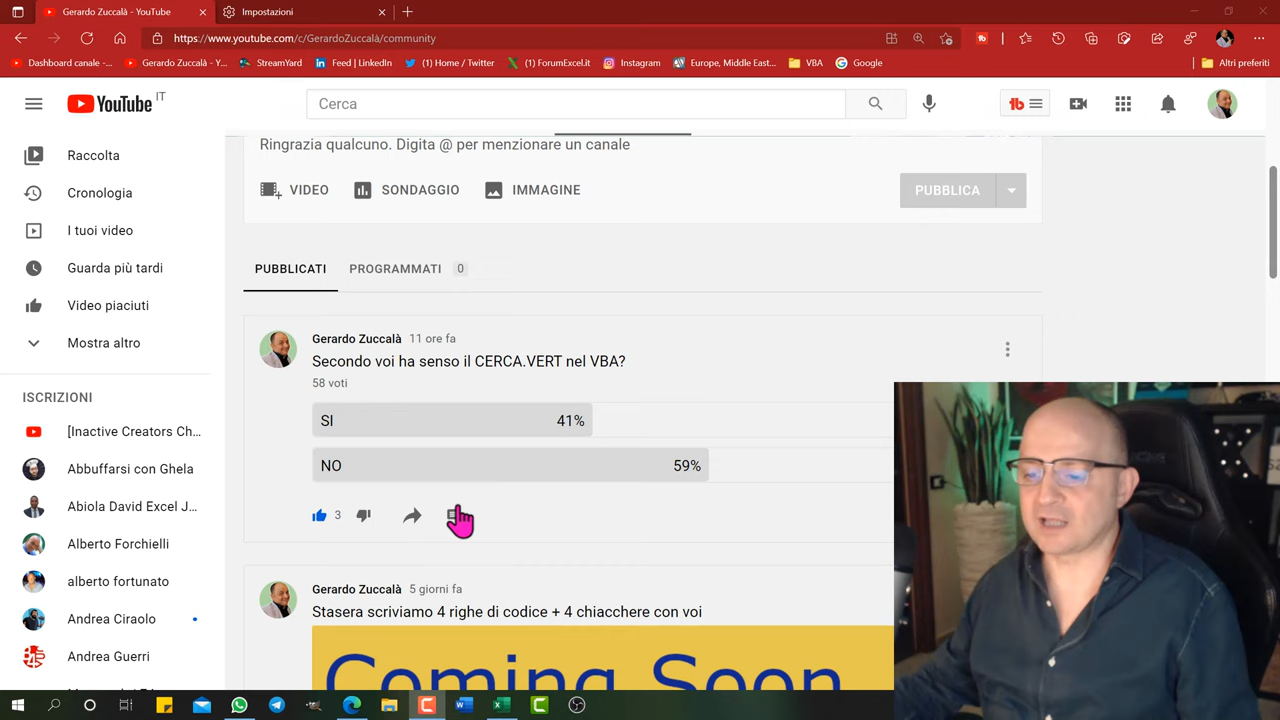 Gerardo Zuccalà - YouTube
Impostazioni
https://www.youtube.com/c/GerardoZuccalà/community
Dashboard canale -...
Gerardo Zuccalà - Y...
StreamYard
Feed | LinkedIn
(1) Home / Twitter
(1) ForumExcel.it
Instagram
Europe, Middle East...
VBA
Google
Altri preferiti
YouTube IT
Cerca
tb
Raccolta
Cronologia
I tuoi video
Guarda più tardi
Video piaciuti
Mostra altro
ISCRIZIONI
[Inactive Creators Ch...
Abbuffarsi con Ghela
Abiola David Excel J...
Alberto Forchielli
alberto fortunato
Andrea Ciraolo
Andrea Guerri
Ringrazia qualcuno. Digita @ per menzionare un canale
VIDEO
SONDAGGIO
IMMAGINE
PUBBLICA
PUBBLICATI
PROGRAMMATI 0
Gerardo Zuccalà 11 ore fa
Secondo voi ha senso il CERCA.VERT nel VBA?
58 voti
SI 41%
NO 59%
3
Gerardo Zuccalà 5 giorni fa
Stasera scriviamo 4 righe di codice + 4 chiacchere con voi
Coming Soon